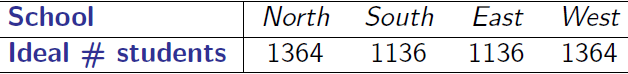 School North South East West
Ideal # students 1364 1136 1136 1364